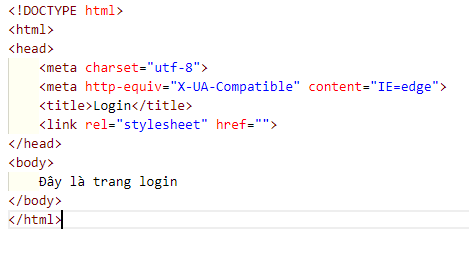 <!DOCTYPE html>
<html>
<head>
    <meta charset="utf-8">
    <meta http-equiv="X-UA-Compatible" content="IE=edge">
    <title>Login</title>
    <link rel="stylesheet" href="">
</head>
<body>
    Đây là trang login
</body>
</html>